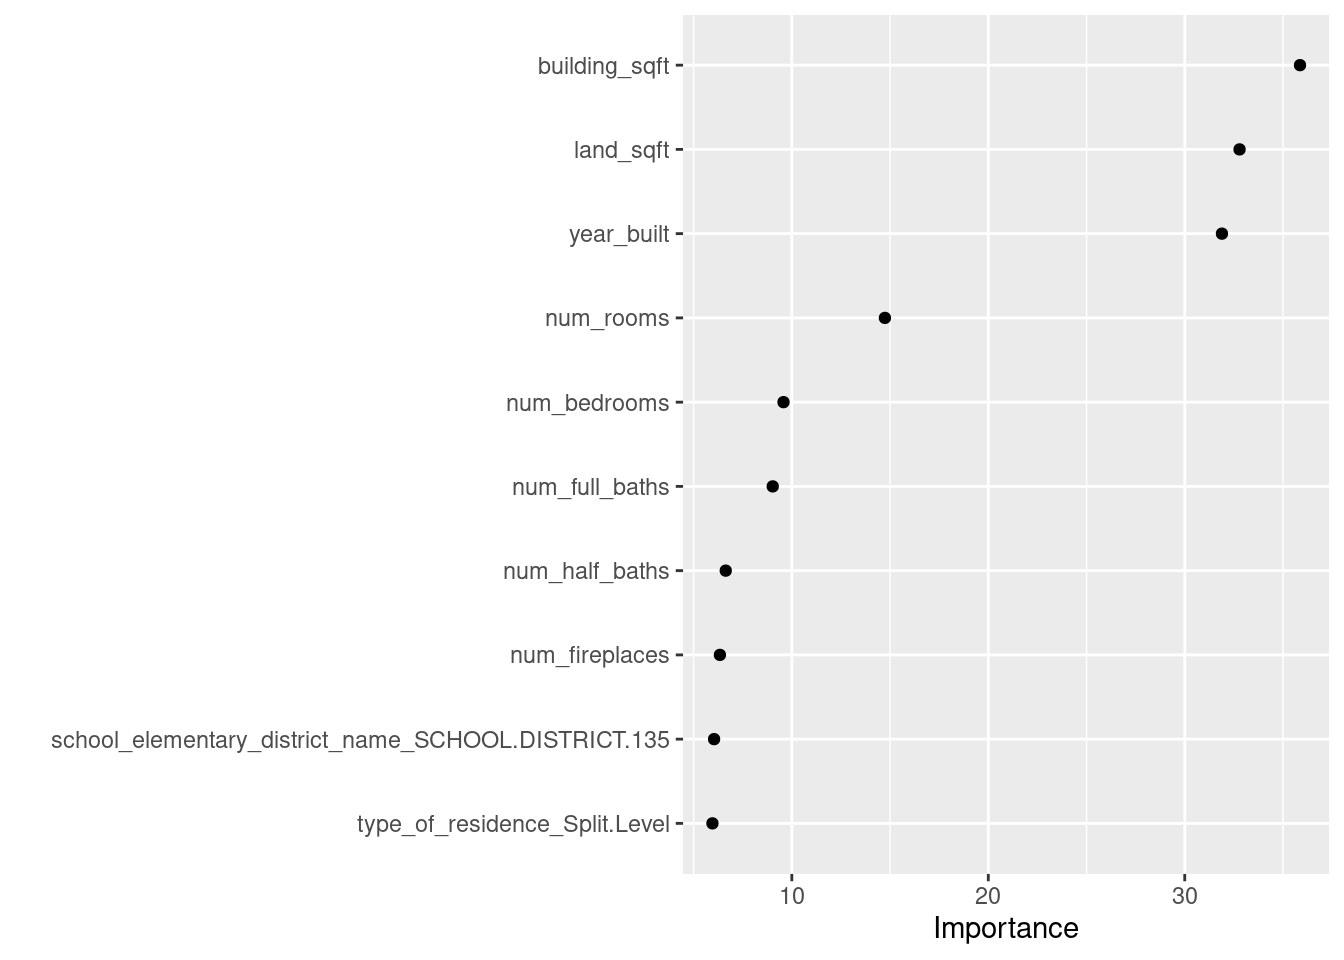 building_sqft
land_sqft
year_built
num_rooms
num_bedrooms
num_full_baths
num_half_baths
num_fireplaces
school_elementary_district_name_SCHOOL.DISTRICT.135
type_of_residence_Split.Level
10 20 30
Importance